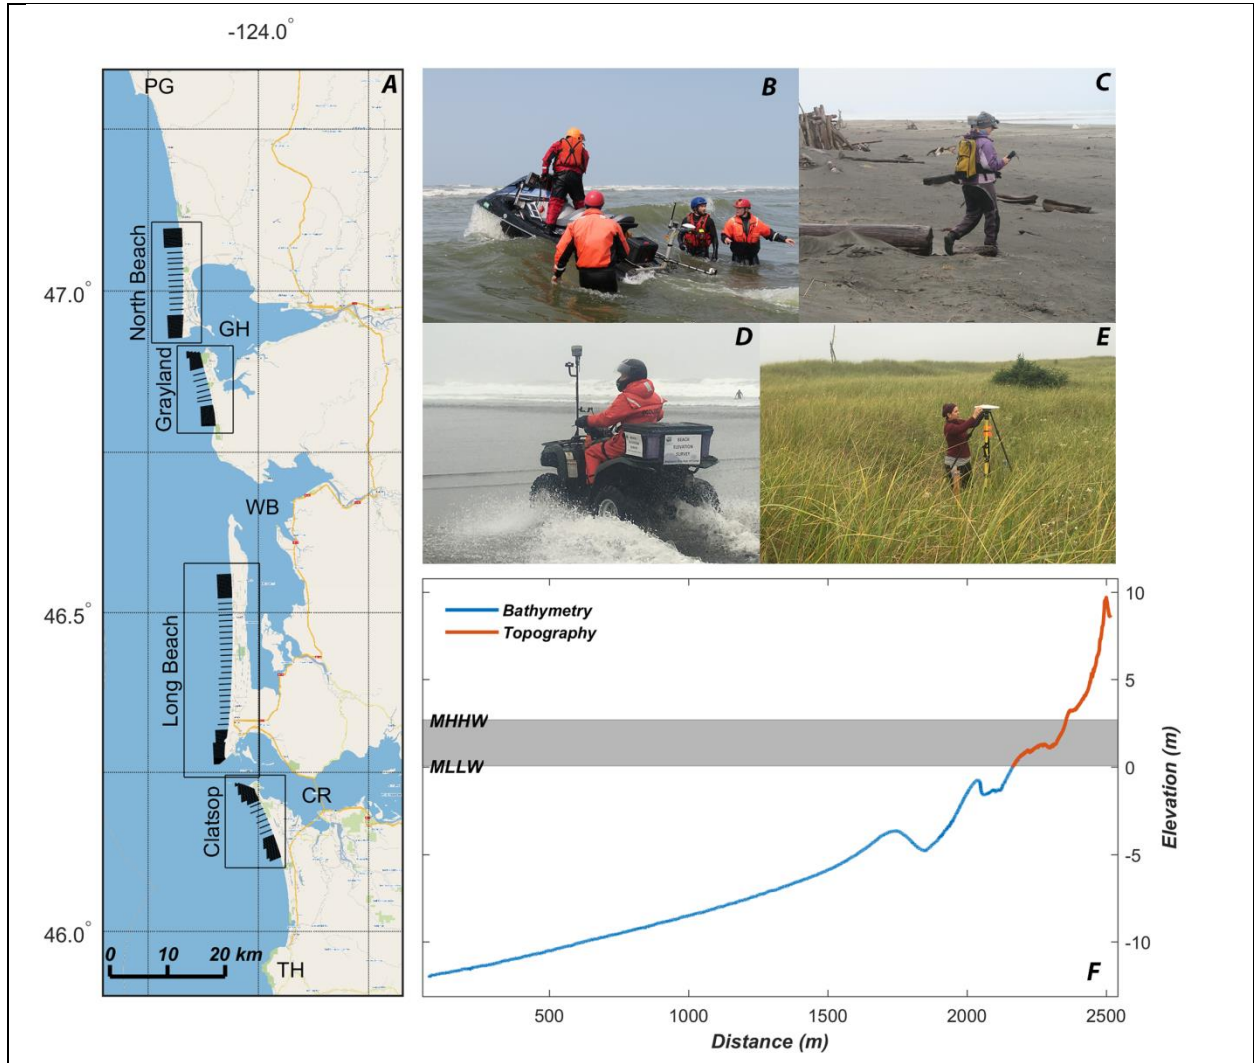 -124.0°
PG
A
North Beach
47.0°
GH
Grayland
WB
46.5°
Long Beach
CR
Clatsop
46.0°
0 10 20 km
TH
B
C
D
BEACH
ELEVATION
SURVEY
E
Bathymetry
Topography
MHHW
MLLW
10
5
0
-5
-10
Elevation (m)
F
500 1000 1500 2000 2500
Distance (m)